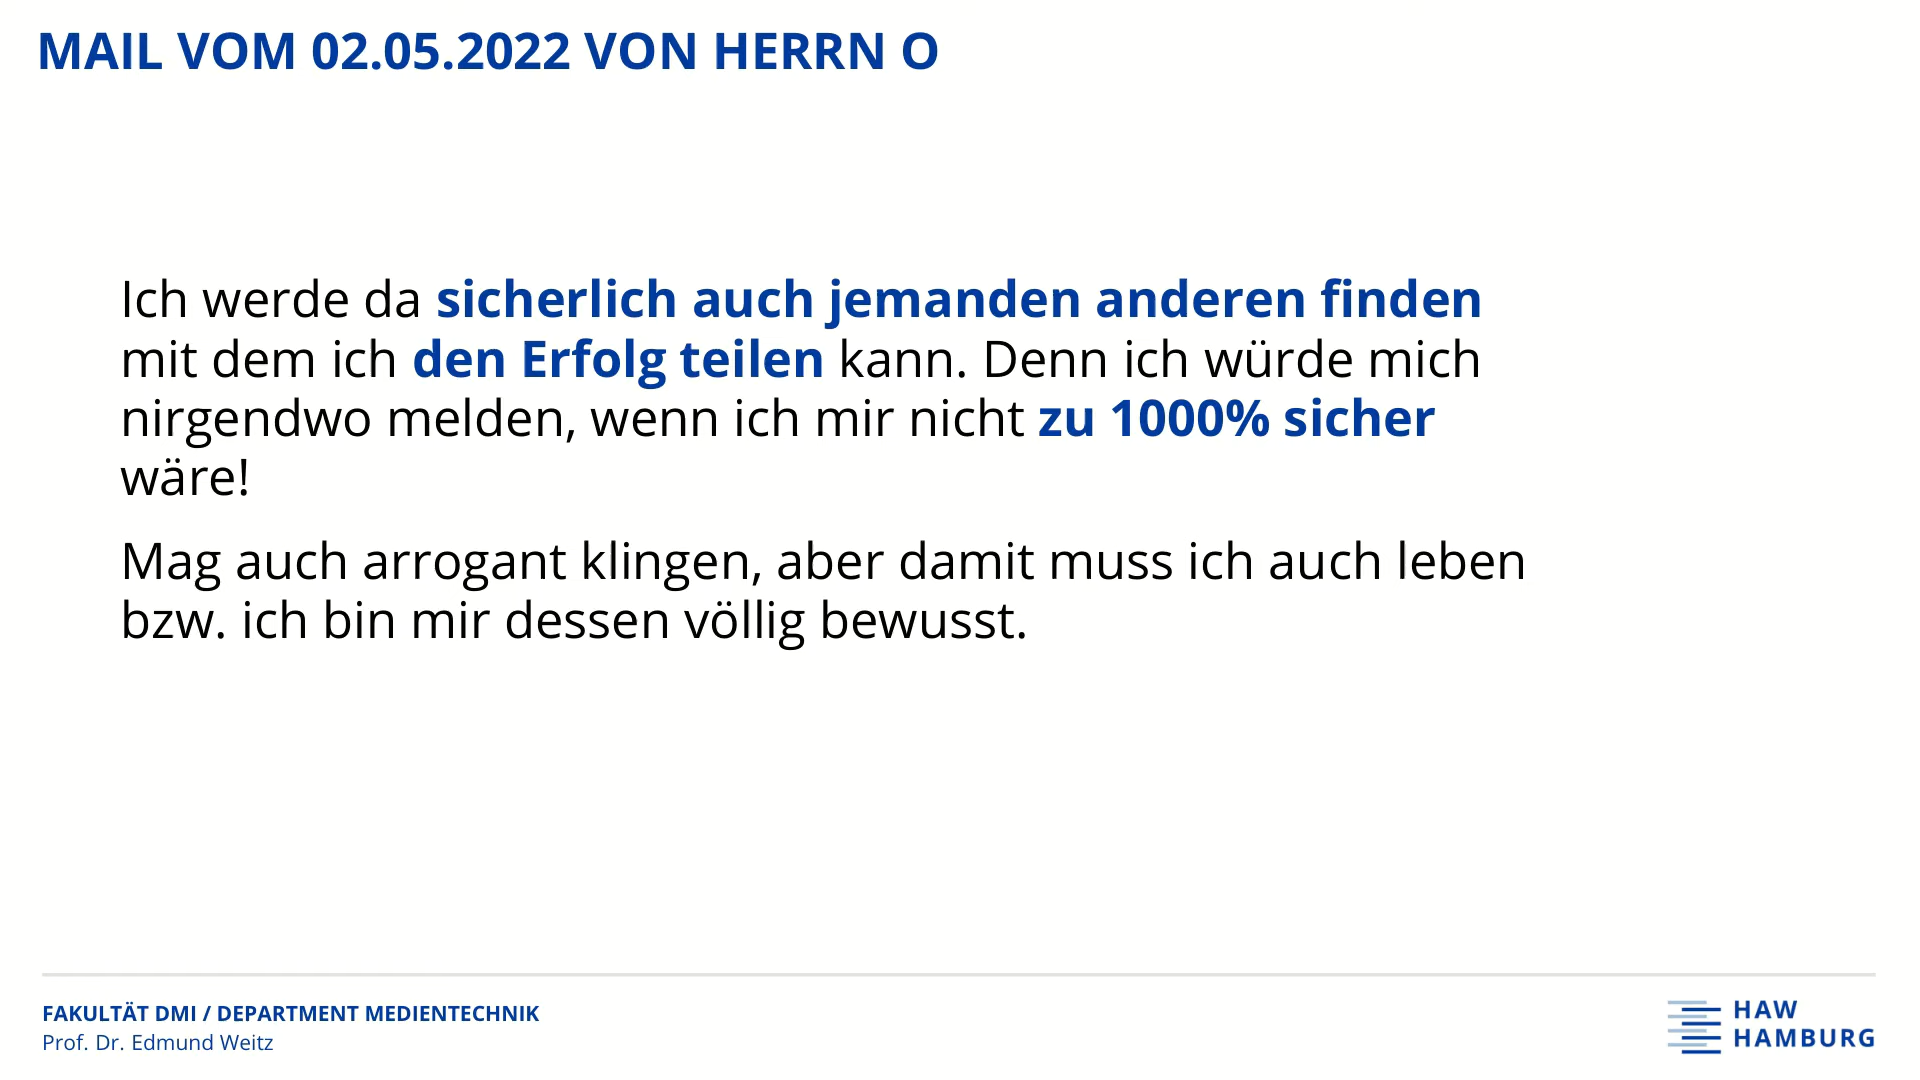 MAIL VOM 02.05.2022 VON HERRN O
Ich werde da sicherlich auch jemanden anderen finden
mit dem ich den Erfolg teilen kann. Denn ich würde mich
nirgendwo melden, wenn ich mir nicht zu 1000% sicher
wäre!
Mag auch arrogant klingen, aber damit muss ich auch leben
bzw. ich bin mir dessen völlig bewusst.
FAKULTÄT DMI / DEPARTMENT MEDIENTECHNIK
Prof. Dr. Edmund Weitz
HAW
HAMBURG